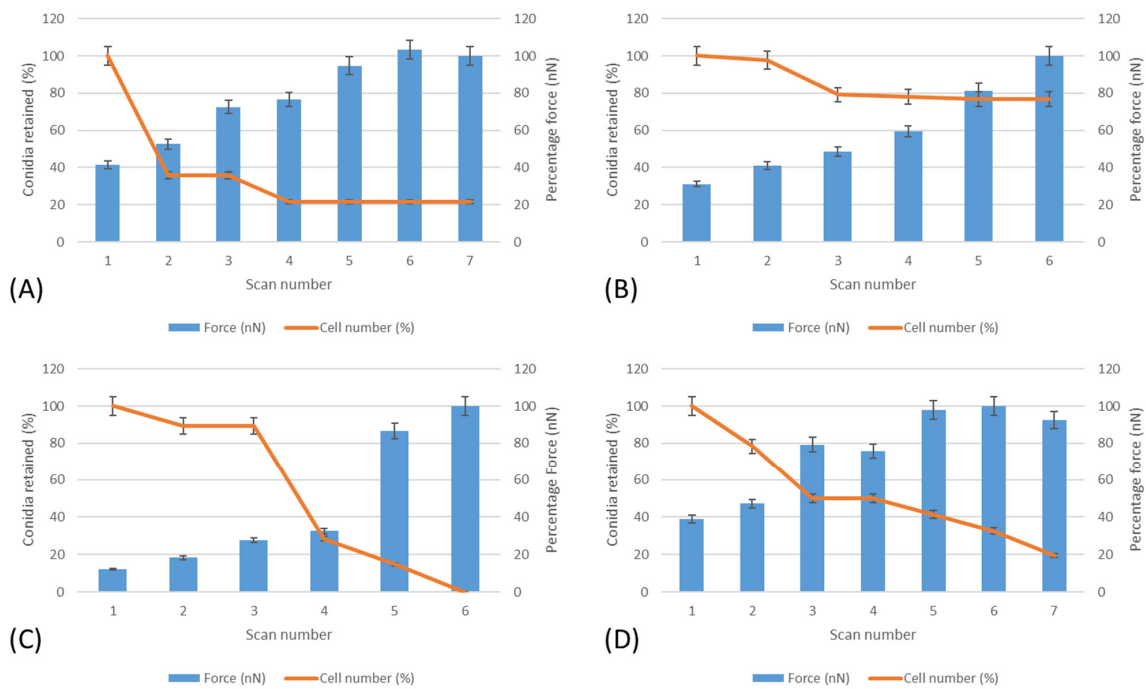 120 120
100 100
80 80
60 60
40 40
20 20
0 0
Conidia retained (%)
Percentage force (nN)
1 2 3 4 5 6 7
Scan number
(A)
Force (nN) Cell number (%)
120 120
100 100
80 80
60 60
40 40
20 20
0 0
Conidia retained (%)
Percentage force (nN)
1 2 3 4 5 6
Scan number
(B)
Force (nN) Cell number (%)
120 120
100 100
80 80
60 60
40 40
20 20
0 0
Conidia retained (%)
Percentage Force (nN)
1 2 3 4 5 6
Scan number
(C)
Force (nN) Cell number (%)
120 120
100 100
80 80
60 60
40 40
20 20
0 0
Conidia retained (%)
Percentage force (nN)
1 2 3 4 5 6 7
Scan number
(D)
Force (nN) Cell number (%)